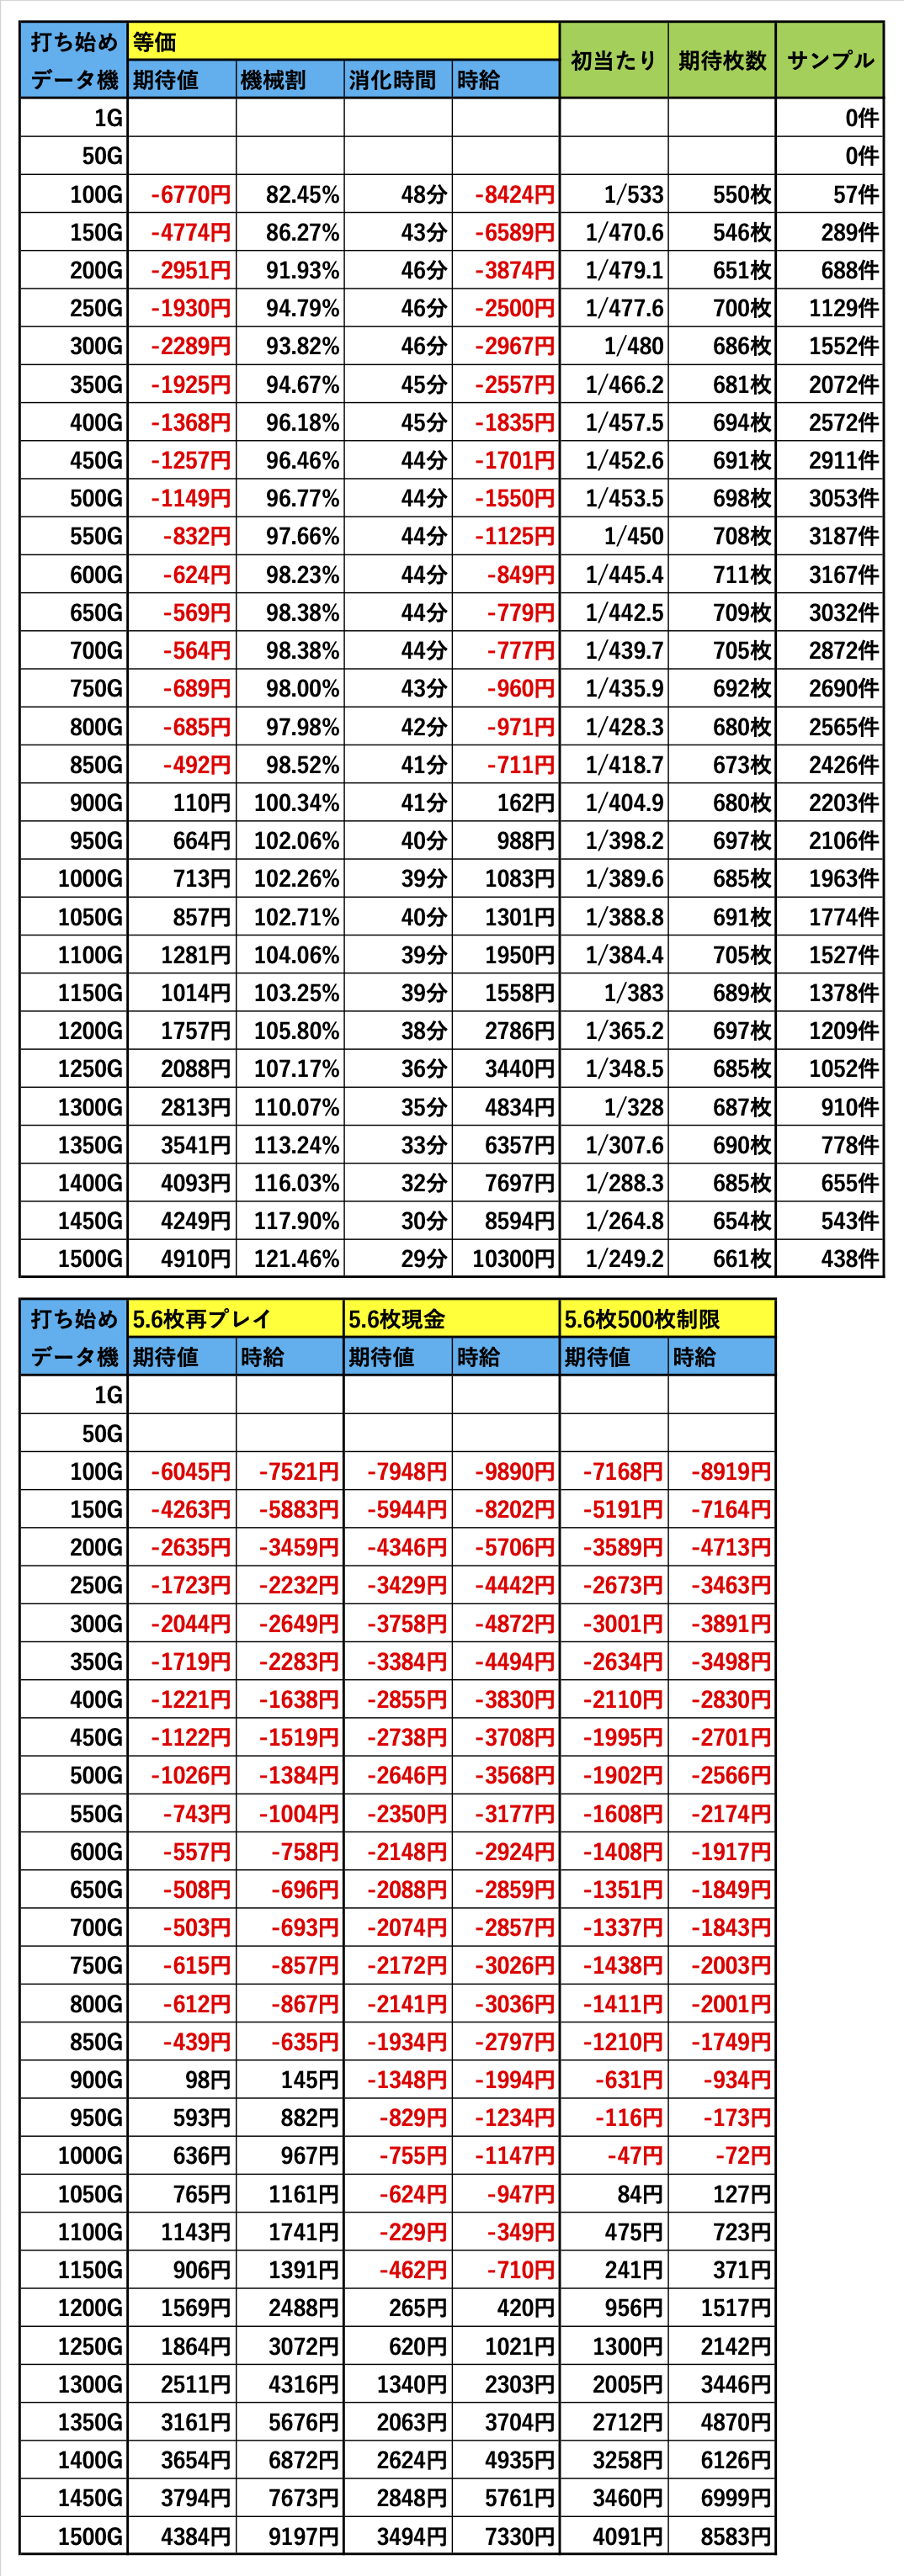 打ち始め 等価 初当たり 期待枚数 サンプル
データ機 期待値 機械割 消化時間 時給
1G 0件
50G 0件
100G -6770円 82.45% 48分 -8424円 1/533 550枚 57件
150G -4774円 86.27% 43分 -6589円 1/470.6 546枚 289件
200G -2951円 91.93% 46分 -3874円 1/479.1 651枚 688件
250G -1930円 94.79% 46分 -2500円 1/477.6 700枚 1129件
300G -2289円 93.82% 46分 -2967円 1/480 686枚 1552件
350G -1925円 94.67% 45分 -2557円 1/466.2 681枚 2072件
400G -1368円 96.18% 45分 -1835円 1/457.5 694枚 2572件
450G -1257円 96.46% 44分 -1701円 1/452.6 691枚 2911件
500G -1149円 96.77% 44分 -1550円 1/453.5 698枚 3053件
550G -832円 97.66% 44分 -1125円 1/450 708枚 3187件
600G -624円 98.23% 44分 -849円 1/445.4 711枚 3167件
650G -569円 98.38% 44分 -779円 1/442.5 709枚 3032件
700G -564円 98.38% 44分 -777円 1/439.7 705枚 2872件
750G -689円 98.00% 43分 -960円 1/435.9 692枚 2690件
800G -685円 97.98% 42分 -971円 1/428.3 680枚 2565件
850G -492円 98.52% 41分 -711円 1/418.7 673枚 2426件
900G 110円 100.34% 41分 162円 1/404.9 680枚 2203件
950G 664円 102.06% 40分 988円 1/398.2 697枚 2106件
1000G 713円 102.26% 39分 1083円 1/389.6 685枚 1963件
1050G 857円 102.71% 40分 1301円 1/388.8 691枚 1774件
1100G 1281円 104.06% 39分 1950円 1/384.4 705枚 1527件
1150G 1014円 103.25% 39分 1558円 1/383 689枚 1378件
1200G 1757円 105.80% 38分 2786円 1/365.2 697枚 1209件
1250G 2088円 107.17% 36分 3440円 1/348.5 685枚 1052件
1300G 2813円 110.07% 35分 4834円 1/328 687枚 910件
1350G 3541円 113.24% 33分 6357円 1/307.6 690枚 778件
1400G 4093円 116.03% 32分 7697円 1/288.3 685枚 655件
1450G 4249円 117.90% 30分 8594円 1/264.8 654枚 543件
1500G 4910円 121.46% 29分 10300円 1/249.2 661枚 438件
打ち始め 5.6枚再プレイ 5.6枚現金 5.6枚500枚制限
データ機 期待値 時給 期待値 時給 期待値 時給
1G
50G
100G -6045円 -7521円 -7948円 -9890円 -7168円 -8919円
150G -4263円 -5883円 -5944円 -8202円 -5191円 -7164円
200G -2635円 -3459円 -4346円 -5706円 -3589円 -4713円
250G -1723円 -2232円 -3429円 -4442円 -2673円 -3463円
300G -2044円 -2649円 -3758円 -4872円 -3001円 -3891円
350G -1719円 -2283円 -3384円 -4494円 -2634円 -3498円
400G -1221円 -1638円 -2855円 -3830円 -2110円 -2830円
450G -1122円 -1519円 -2738円 -3708円 -1995円 -2701円
500G -1026円 -1384円 -2646円 -3568円 -1902円 -2566円
550G -743円 -1004円 -2350円 -3177円 -1608円 -2174円
600G -557円 -758円 -2148円 -2924円 -1408円 -1917円
650G -508円 -696円 -2088円 -2859円 -1351円 -1849円
700G -503円 -693円 -2074円 -2857円 -1337円 -1843円
750G -615円 -857円 -2172円 -3026円 -1438円 -2003円
800G -612円 -867円 -2141円 -3036円 -1411円 -2001円
850G -439円 -635円 -1934円 -2797円 -1210円 -1749円
900G 98円 145円 -1348円 -1994円 -631円 -934円
950G 593円 882円 -829円 -1234円 -116円 -173円
1000G 636円 967円 -755円 -1147円 -47円 -72円
1050G 765円 1161円 -624円 -947円 84円 127円
1100G 1143円 1741円 -229円 -349円 475円 723円
1150G 906円 1391円 -462円 -710円 241円 371円
1200G 1569円 2488円 265円 420円 956円 1517円
1250G 1864円 3072円 620円 1021円 1300円 2142円
1300G 2511円 4316円 1340円 2303円 2005円 3446円
1350G 3161円 5676円 2063円 3704円 2712円 4870円
1400G 3654円 6872円 2624円 4935円 3258円 6126円
1450G 3794円 7673円 2848円 5761円 3460円 6999円
1500G 4384円 9197円 3494円 7330円 4091円 8583円